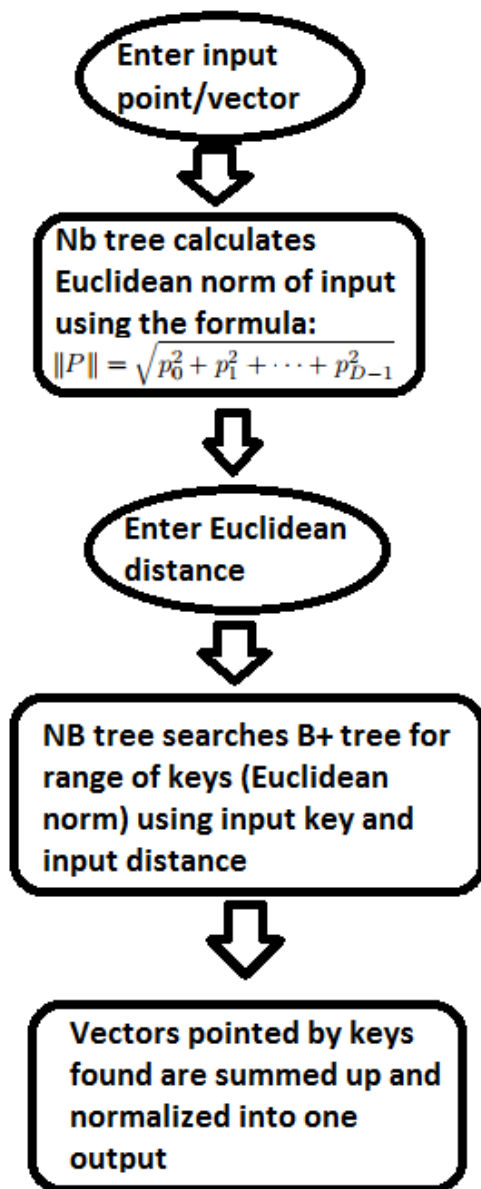 Enter input
point/vector
Nb tree calculates
Euclidean norm of input
using the formula:
‖P‖ = √(p₀² + p₁² + ⋯ + p²_{D−1})
Enter Euclidean
distance
NB tree searches B+ tree for
range of keys (Euclidean
norm) using input key and
input distance
Vectors pointed by keys
found are summed up and
normalized into one
output